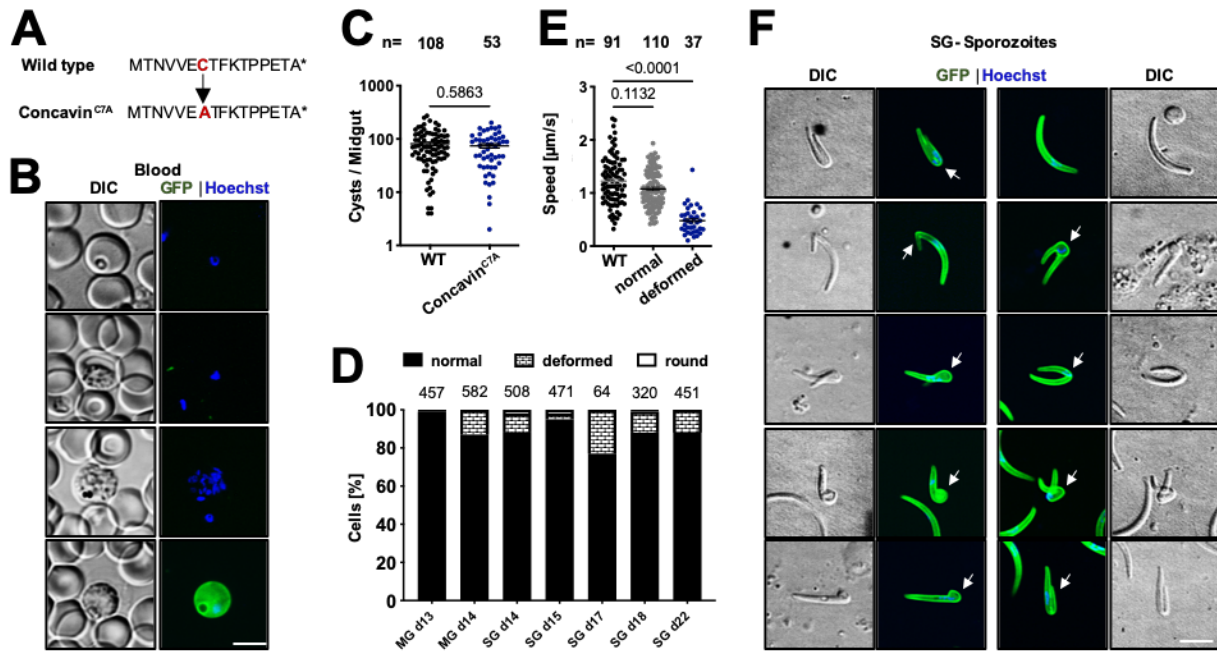 A
Wild type MTNVVECTFKTPPETA*
Concavin C7A MTNVVEATFKTPPETA*
B
Blood
DIC GFP | Hoechst
C
n= 108 53
0.5863
Cysts / Midgut
1000
100
10
1
WT
Concavin C7A
D
normal deformed round
457 582 508 471 64 320 451
Cells [%]
100
80
60
40
20
0
MG d13 MG d14 SG d14 SG d15 SG d17 SG d18 SG d22
E
n= 91 110 37
<0.0001
0.1132
Speed [µm/s]
3
2
1
0
WT
normal
deformed
F
SG- Sporozoites
DIC GFP | Hoechst DIC